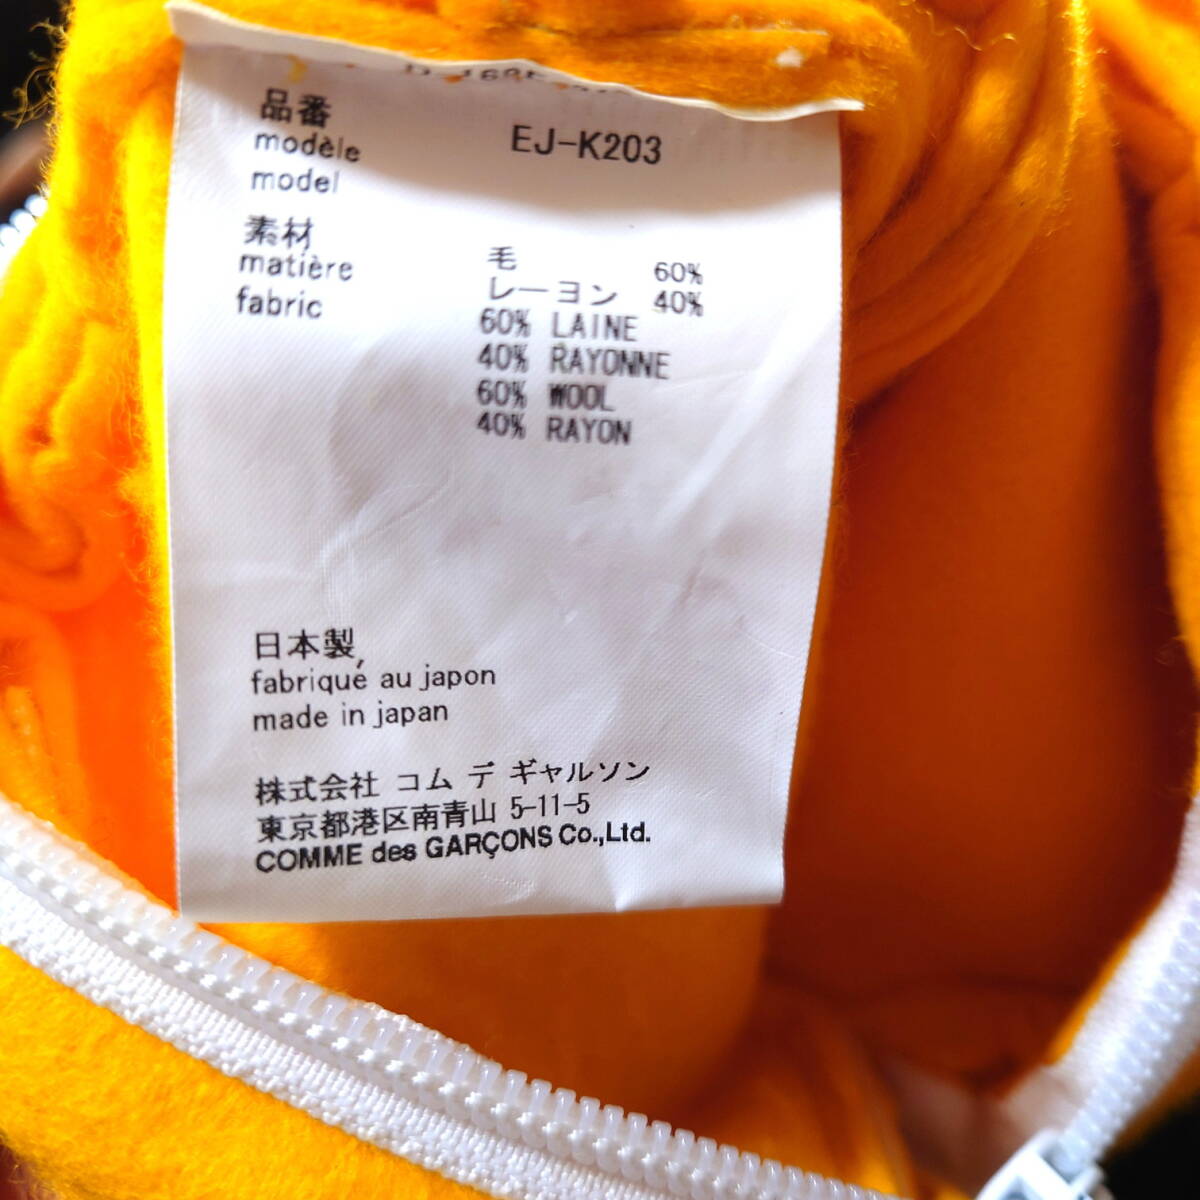 品番
modèle
model
EJ-K203
素材
matière
fabric
毛 60%
レーヨン 40%
60% LAINE
40% RAYONNE
60% WOOL
40% RAYON
日本製
fabriqué au japon
made in japan
株式会社 コム デ ギャルソン
東京都港区南青山 5-11-5
COMME des GARÇONS Co.,Ltd.